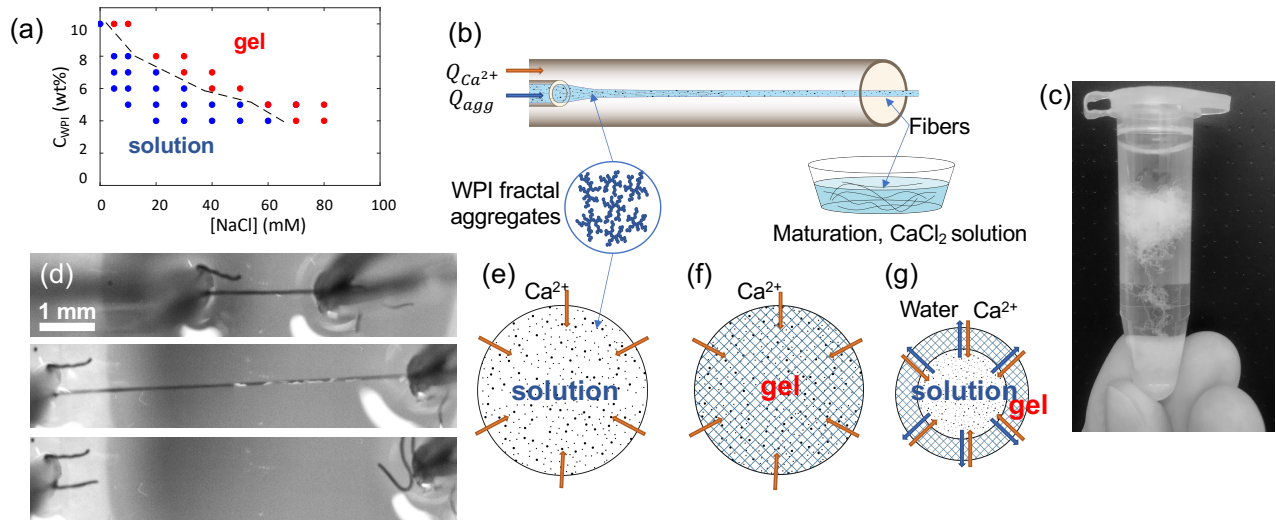 (a)
gel
solution
C_WPI (wt%)
10
8
6
4
2
0
0
20
40
60
80
100
[NaCl] (mM)
(b)
Q_Ca²⁺
Q_agg
Fibers
WPI fractal
aggregates
Maturation, CaCl₂ solution
(c)
(d)
1 mm
(e)
Ca²⁺
solution
(f)
Ca²⁺
gel
(g)
Water
Ca²⁺
solution
gel